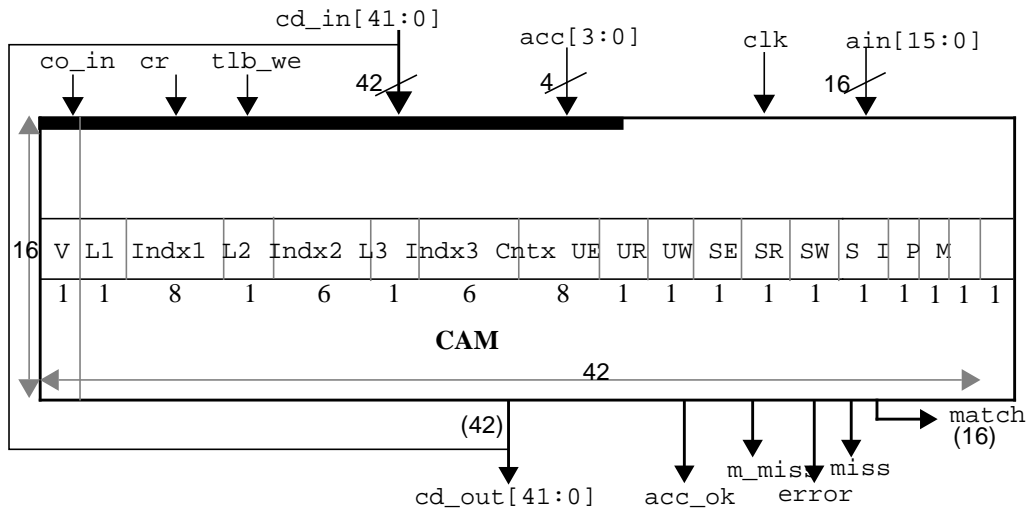 cd_in[41:0]
acc[3:0]
clk
ain[15:0]
co_in cr tlb_we
42
4
16
16
V L1 Indx1 L2 Indx2 L3 Indx3 Cntx UE UR UW SE SR SW S I P M
1 1 8 1 6 1 6 8 1 1 1 1 1 1 1 1 1 1
CAM
42
(42)
match
(16)
m_miss miss
cd_out[41:0] acc_ok error